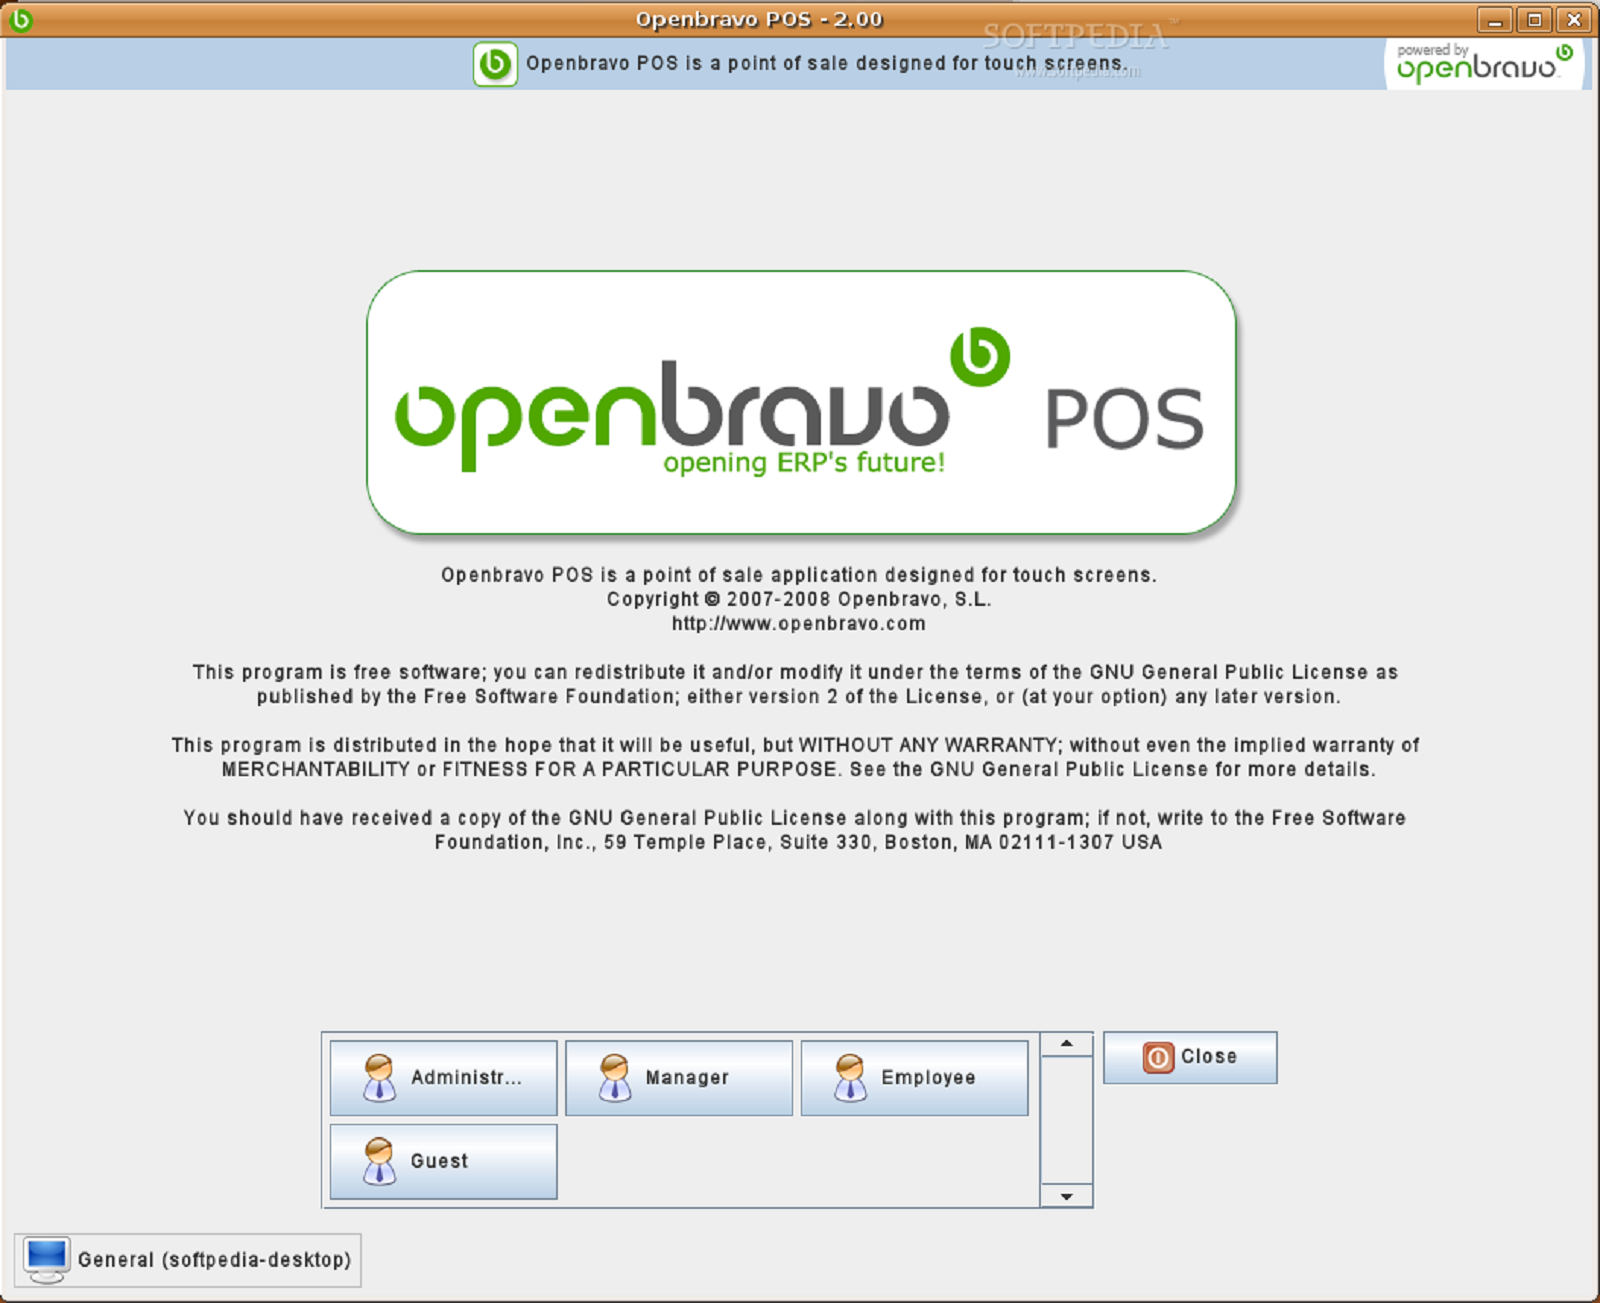 Openbravo POS - 2.00
SOFTPEDIA™
www.softpedia.com
Openbravo POS is a point of sale designed for touch screens.
powered by
openbravo
openbravo POS
opening ERP's future!
Openbravo POS is a point of sale application designed for touch screens.
Copyright © 2007-2008 Openbravo, S.L.
http://www.openbravo.com
This program is free software; you can redistribute it and/or modify it under the terms of the GNU General Public License as
published by the Free Software Foundation; either version 2 of the License, or (at your option) any later version.
This program is distributed in the hope that it will be useful, but WITHOUT ANY WARRANTY; without even the implied warranty of
MERCHANTABILITY or FITNESS FOR A PARTICULAR PURPOSE. See the GNU General Public License for more details.
You should have received a copy of the GNU General Public License along with this program; if not, write to the Free Software
Foundation, Inc., 59 Temple Place, Suite 330, Boston, MA 02111-1307 USA
Administr... Manager Employee Close
Guest
General (softpedia-desktop)